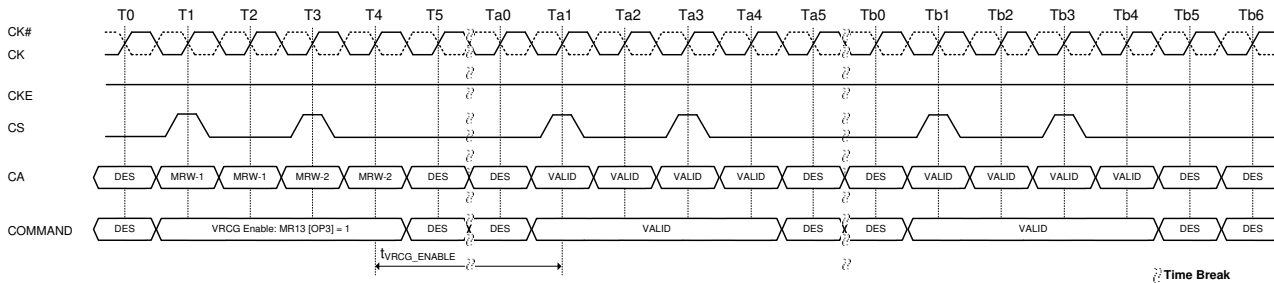 T0 T1 T2 T3 T4 T5 Ta0 Ta1 Ta2 Ta3 Ta4 Ta5 Tb0 Tb1 Tb2 Tb3 Tb4 Tb5 Tb6
CK#
CK
CKE
CS
CA DES MRW-1 MRW-1 MRW-2 MRW-2 DES DES VALID VALID VALID VALID DES DES VALID VALID VALID VALID DES DES
COMMAND DES VRCG Enable: MR13 [OP3] = 1 DES DES VALID DES DES VALID DES DES
tVRCG_ENABLE
Time Break